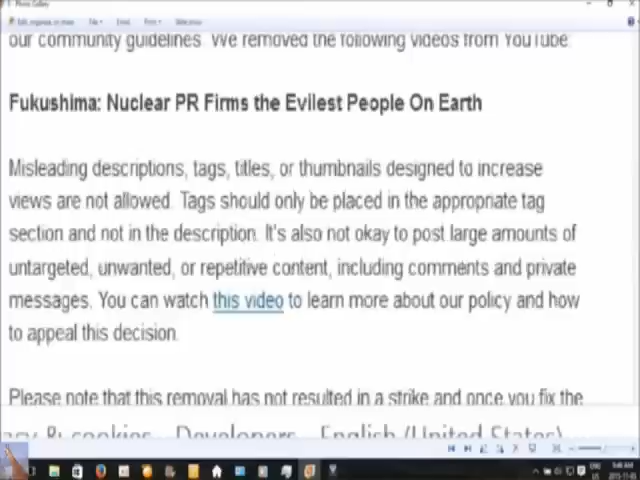 Photo Gallery
our community guidelines. We removed the following videos from YouTube:
Fukushima: Nuclear PR Firms the Evilest People On Earth
Misleading descriptions, tags, titles, or thumbnails designed to increase
views are not allowed. Tags should only be placed in the appropriate tag
section and not in the description. It's also not okay to post large amounts of
untargeted, unwanted, or repetitive content, including comments and private
messages. You can watch this video to learn more about our policy and how
to appeal this decision.
Please note that this removal has not resulted in a strike and once you fix the
acy & cookies Developers English (United States)